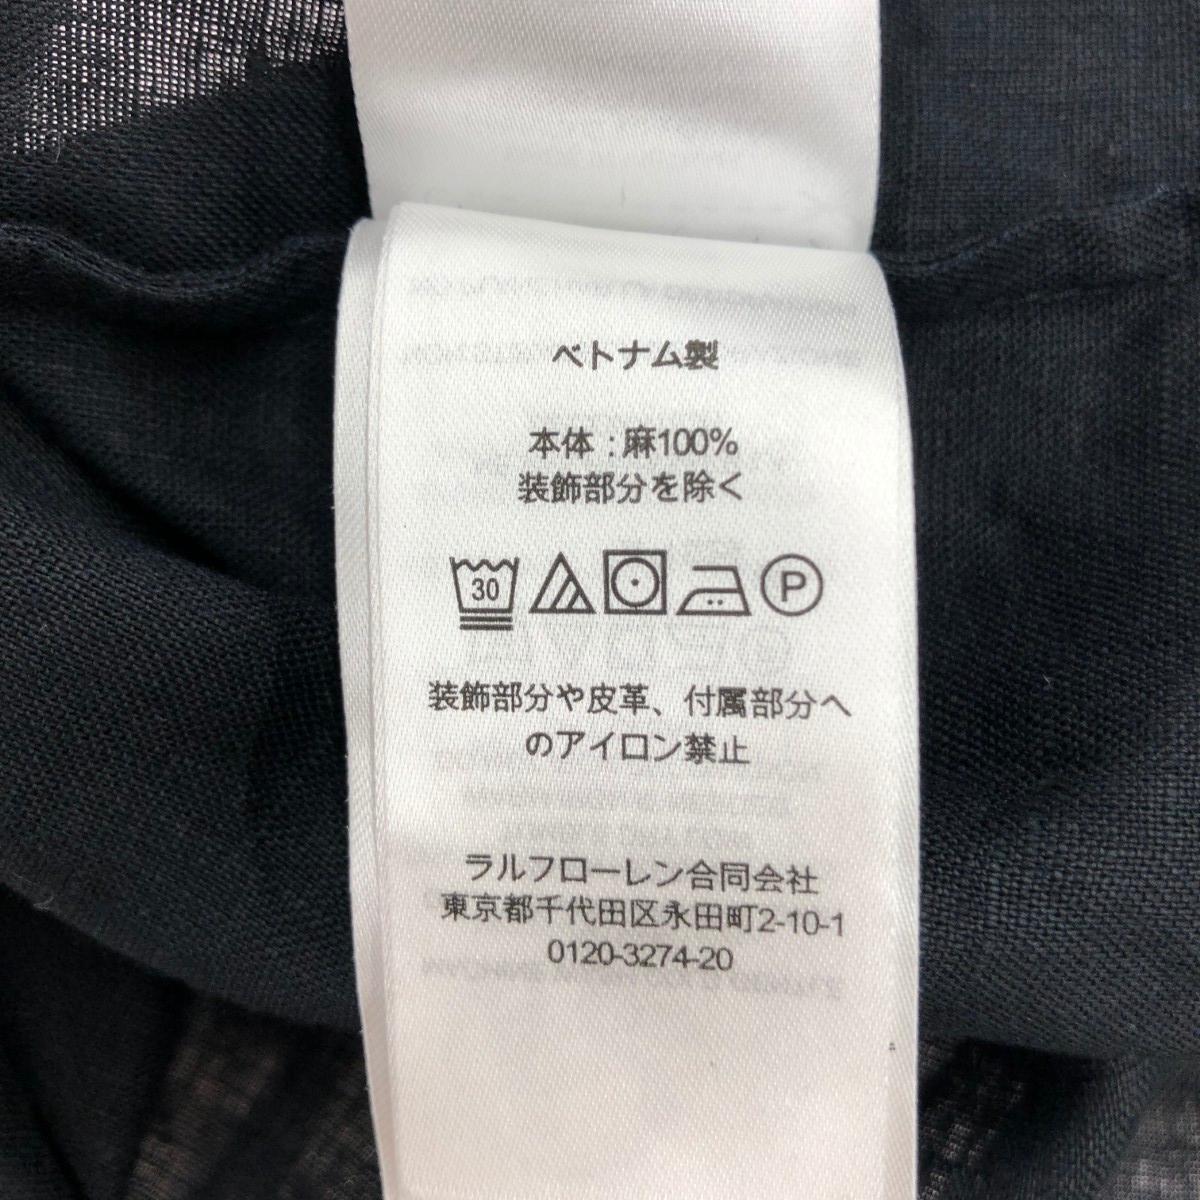 ベトナム製
本体 : 麻100%
装飾部分を除く
30 P
装飾部分や皮革、付属部分へ
のアイロン禁止
ラルフローレン合同会社
東京都千代田区永田町2-10-1
0120-3274-20